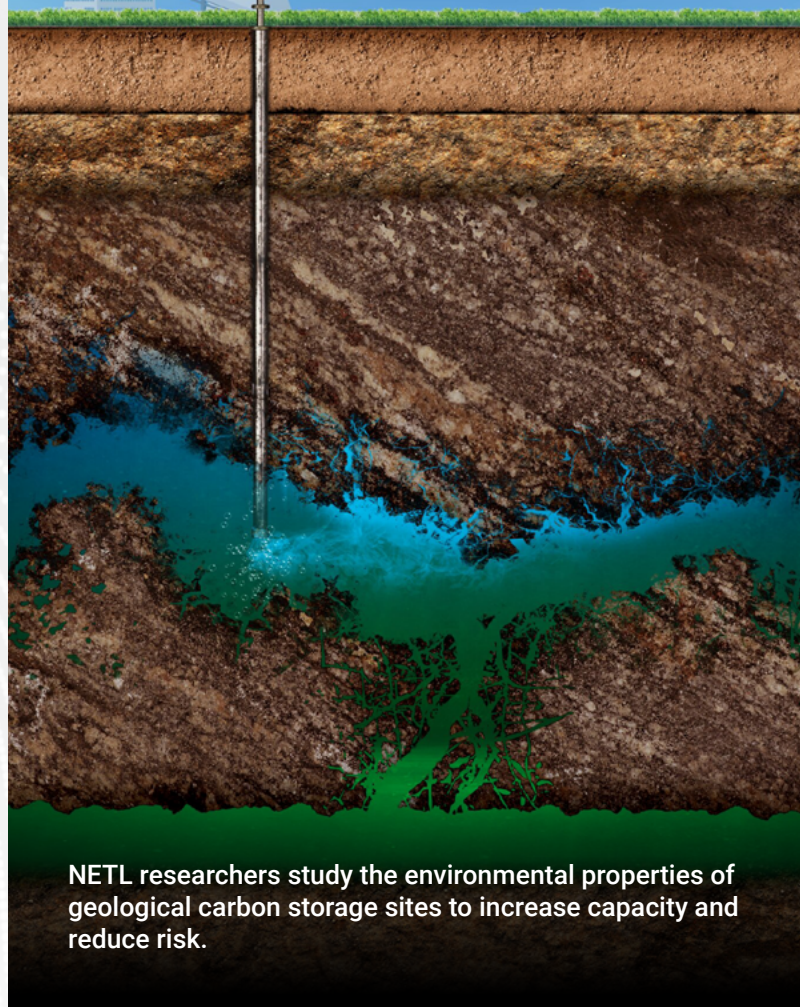 NETL researchers study the environmental properties of
geological carbon storage sites to increase capacity and
reduce risk.